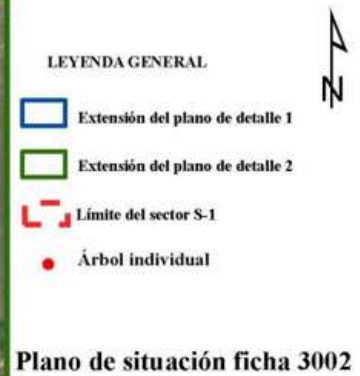 N
LEYENDA GENERAL
Extensión del plano de detalle 1
Extensión del plano de detalle 2
Límite del sector S-1
Árbol individual
Plano de situación ficha 3002